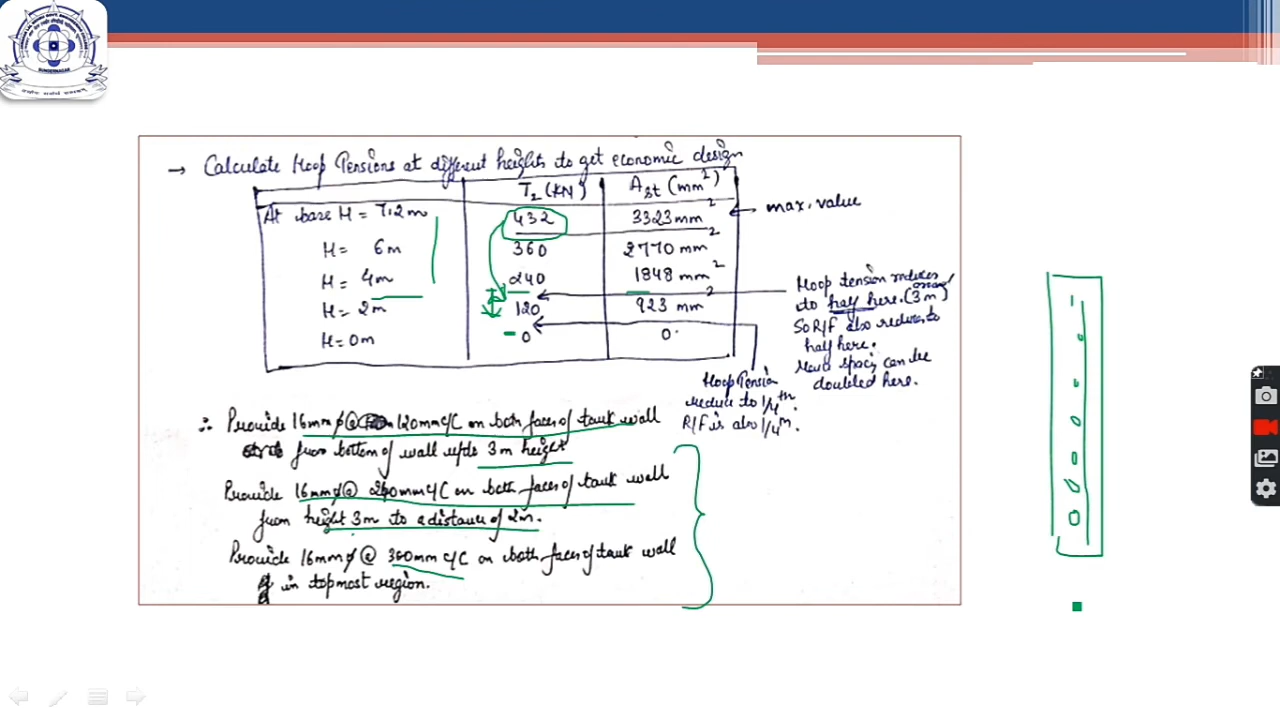 → Calculate Hoop Tensions at different heights to get economic design
T₂ (KN) Ast (mm²)
At base H = 7.2m 432 3323mm² ← max. value
H = 6m 360 2770 mm²
H = 4m 240 1848 mm²
H = 2m 120 923 mm²
H = 0m 0 0
Hoop tension reduces
to half here. (3m)
So R/F also reduces to
half here.
spacing can be
doubled here.
Hoop Tension
reduce to 1/4th.
R/F is also 1/4th.
∴ Provide 16mm φ @ 120mm C/C on both faces of tank wall
from bottom of wall upto 3m height
Provide 16mm φ @ 240mm C/C on both faces of tank wall
from height 3m to a distance of 2m.
Provide 16mm φ @ 300mm C/C on both faces of tank wall
in topmost region.
SUNDERNAGAR